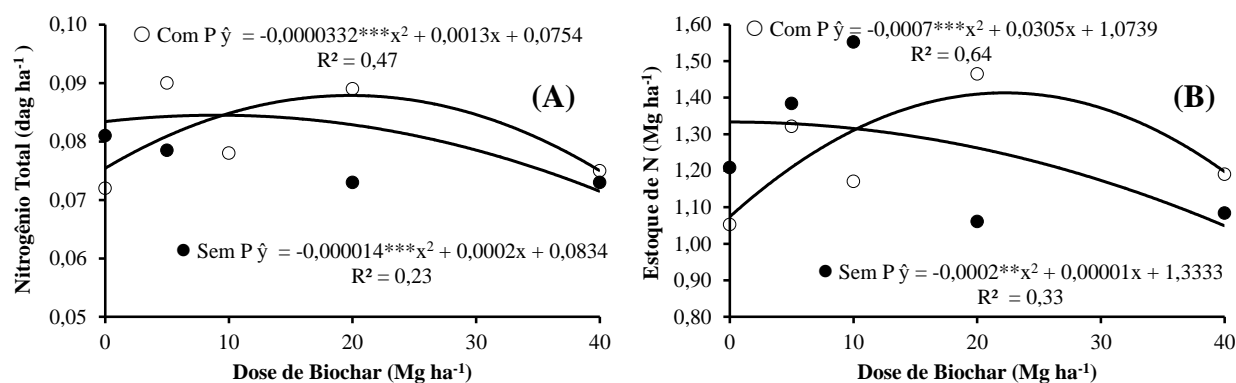 Nitrogênio Total (dag ha⁻¹)
0,10
0,09
0,08
0,07
0,06
0,05
Com P ŷ = -0,0000332***x² + 0,0013x + 0,0754
R² = 0,47
(A)
Sem P ŷ = -0,000014***x² + 0,0002x + 0,0834
R² = 0,23
0 10 20 30 40
Dose de Biochar (Mg ha⁻¹)
Estoque de N (Mg ha⁻¹)
1,60
1,50
1,40
1,30
1,20
1,10
1,00
0,90
0,80
Com P ŷ = -0,0007***x² + 0,0305x + 1,0739
R² = 0,64
(B)
Sem P ŷ = -0,0002**x² + 0,00001x + 1,3333
R² = 0,33
0 10 20 30 40
Dose de Biochar (Mg ha⁻¹)